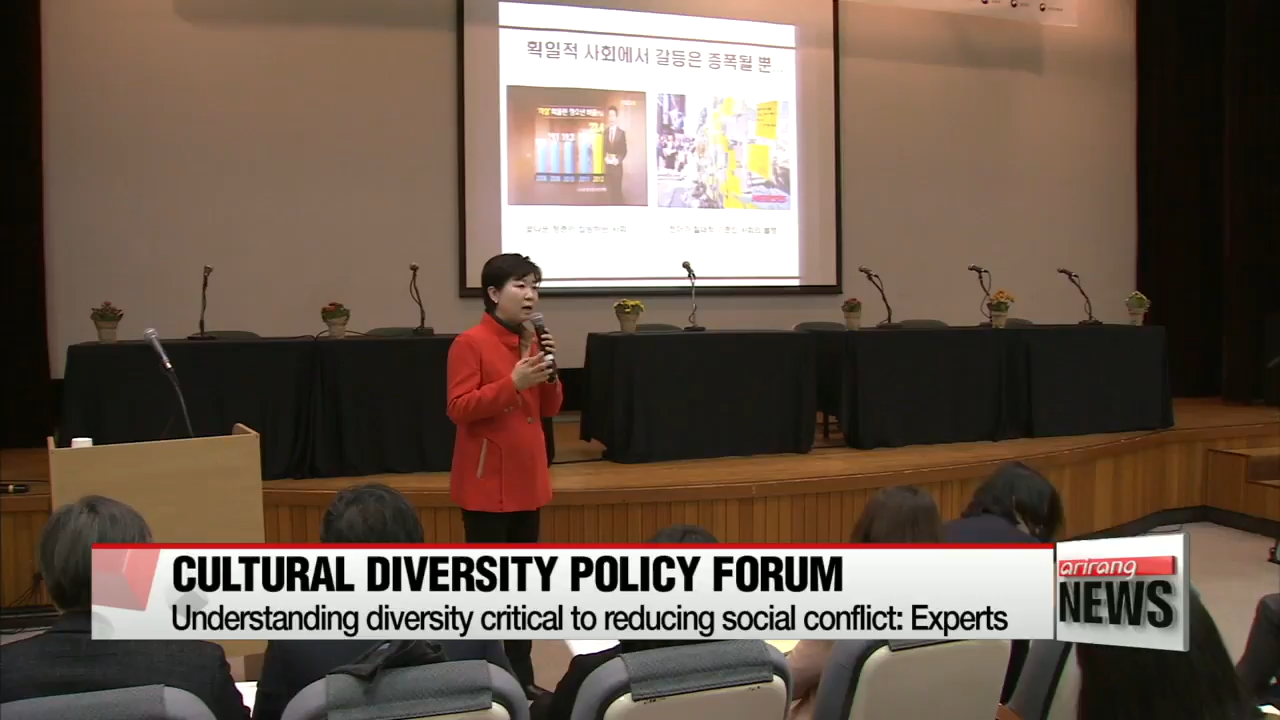 획일적 사회에서 갈등은 증폭될 뿐...
CULTURAL DIVERSITY POLICY FORUM
Understanding diversity critical to reducing social conflict: Experts
arirang
NEWS